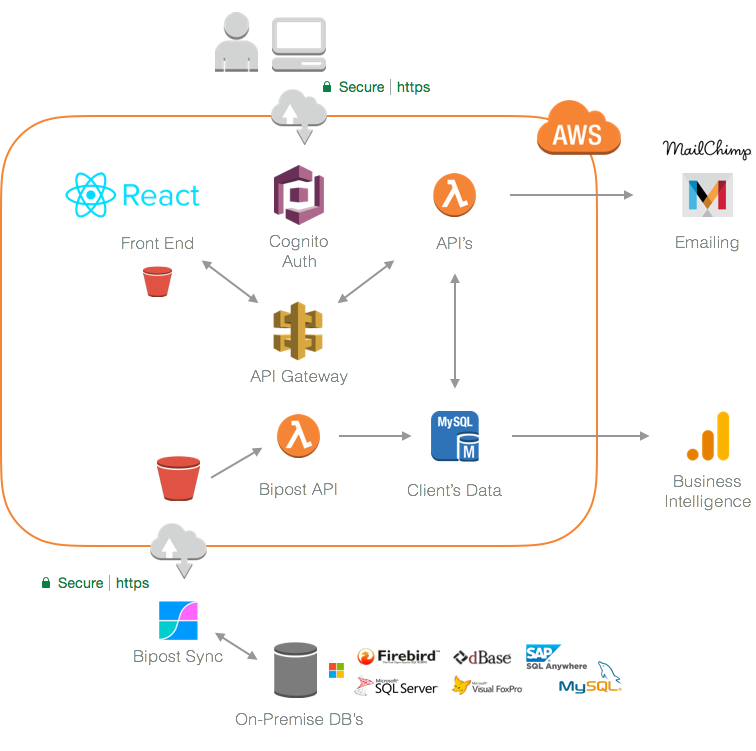 Secure | https
AWS
MailChimp
React
Front End
Cognito
Auth
API's
Emailing
API Gateway
MySQL
M
Bipost API
Client's Data
Business
Intelligence
Secure | https
Bipost Sync
Firebird
dBase
SAP
SQL Anywhere
Microsoft
SQL Server
Microsoft
Visual FoxPro
MySQL
On-Premise DB's